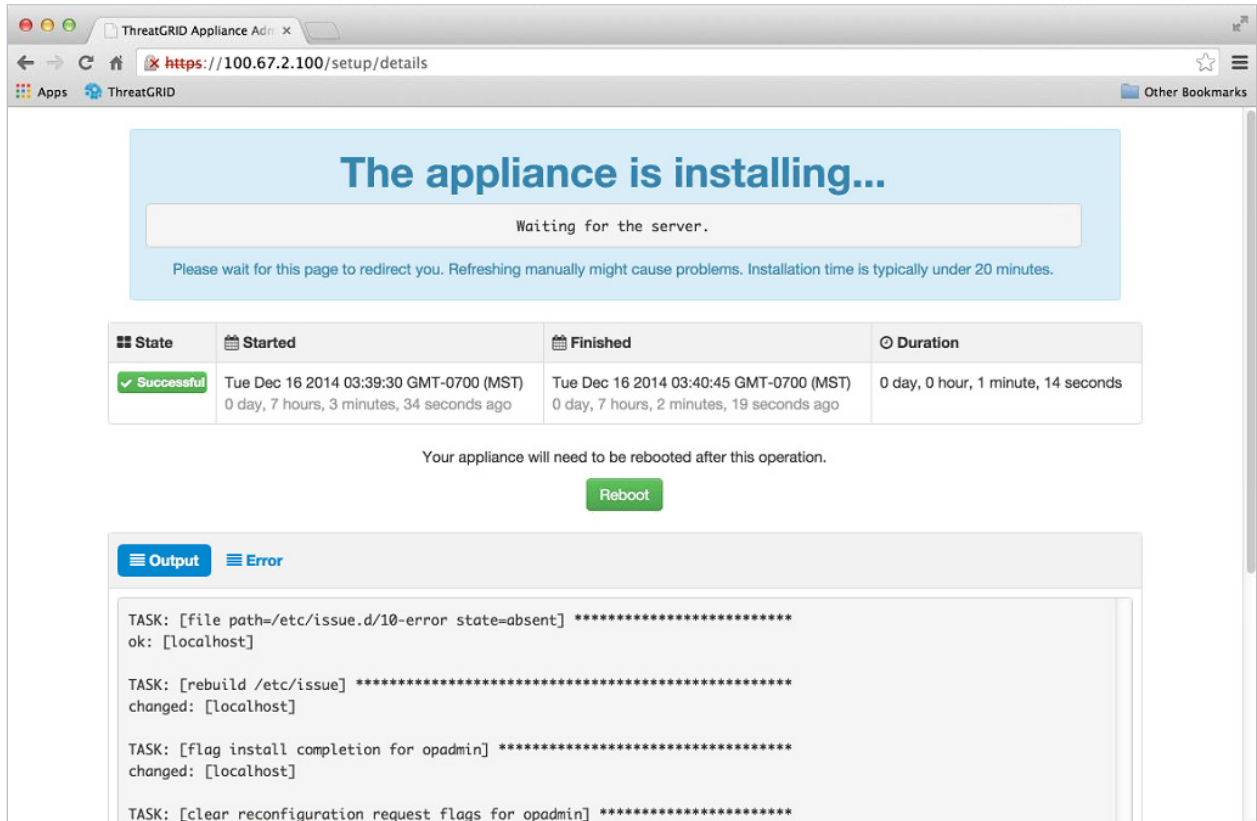 ThreatGRID Appliance Adn
https://100.67.2.100/setup/details
Apps ThreatGRID Other Bookmarks
The appliance is installing...
Waiting for the server.
Please wait for this page to redirect you. Refreshing manually might cause problems. Installation time is typically under 20 minutes.
State Started Finished Duration
Successful Tue Dec 16 2014 03:39:30 GMT-0700 (MST) Tue Dec 16 2014 03:40:45 GMT-0700 (MST) 0 day, 0 hour, 1 minute, 14 seconds
0 day, 7 hours, 3 minutes, 34 seconds ago 0 day, 7 hours, 2 minutes, 19 seconds ago
Your appliance will need to be rebooted after this operation.
Reboot
Output Error
TASK: [file path=/etc/issue.d/10-error state=absent] **************************
ok: [localhost]
TASK: [rebuild /etc/issue] ****************************************************
changed: [localhost]
TASK: [flag install completion for opadmin] ***********************************
changed: [localhost]
TASK: [clear reconfiguration request flags for opadmin] ***********************